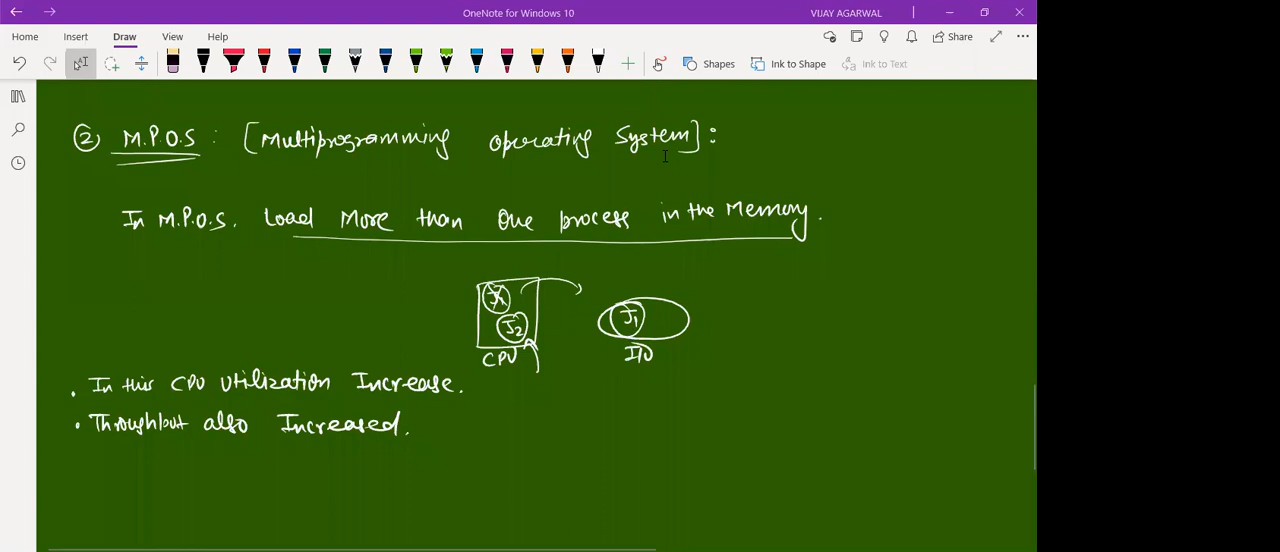 OneNote for Windows 10
VIJAY AGARWAL
Home Insert Draw View Help
Share
Shapes Ink to Shape Ink to Text
② M.P.O.S : [Multiprogramming operating System] :
In M.P.O.S. Load More than One process in the Memory.
J1
J2
J1
CPU
I/O
. In this CPU Utilization Increase.
. Throughput also Increased.